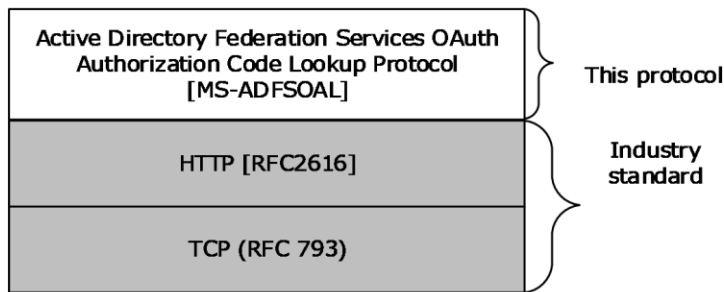 Active Directory Federation Services OAuth
Authorization Code Lookup Protocol
[MS-ADFSOAL]
This protocol
HTTP [RFC2616]
Industry
standard
TCP (RFC 793)